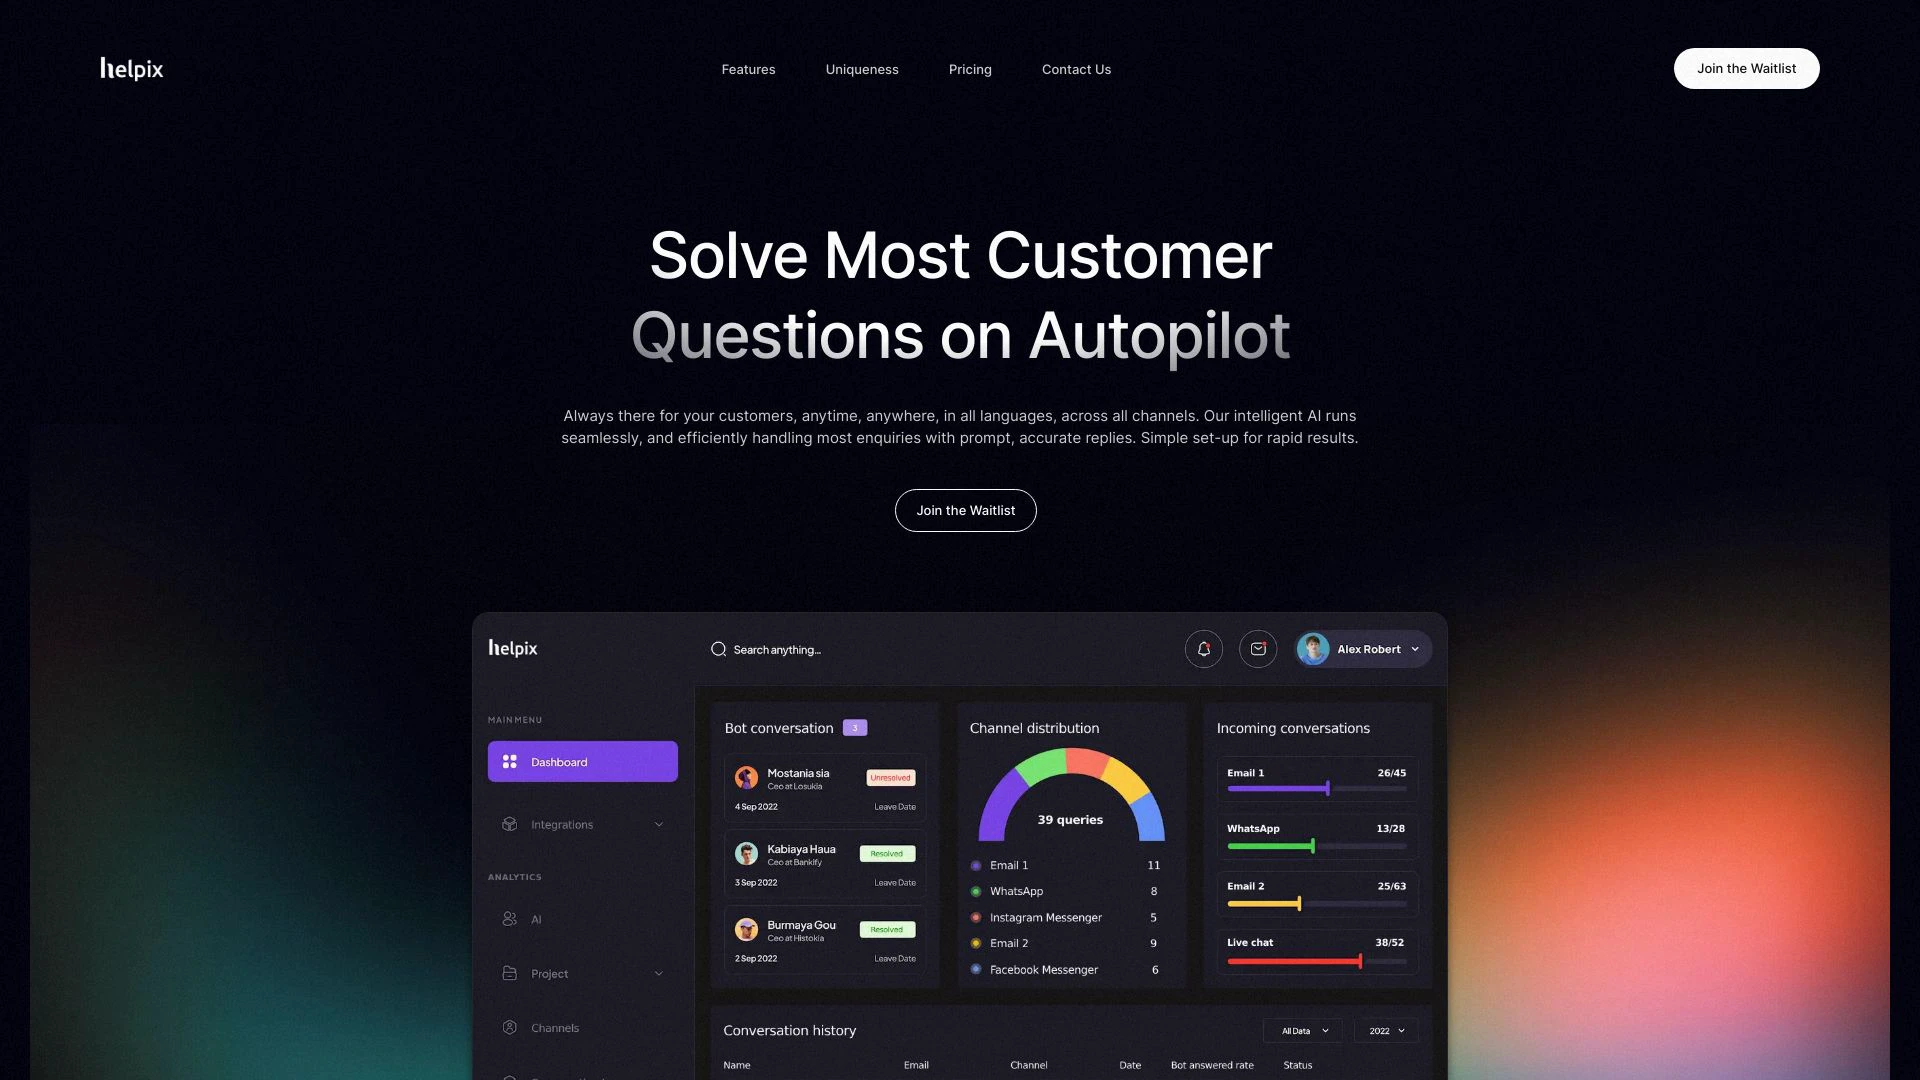 helpix
Features
Uniqueness
Pricing
Contact Us
Join the Waitlist
Solve Most Customer
Questions on Autopilot
Always there for your customers, anytime, anywhere, in all languages, across all channels. Our intelligent AI runs
seamlessly, and efficiently handling most enquiries with prompt, accurate replies. Simple set-up for rapid results.
Join the Waitlist
helpix
Search anything...
Alex Robert
MAIN MENU
Dashboard
Integrations
ANALYTICS
AI
Project
Channels
Bot conversation
3
Mostania sia
Ceo at Losukia
Unresolved
4 Sep 2022
Leave Date
Kabiaya Haua
Ceo at Bankify
Resolved
3 Sep 2022
Leave Date
Burmaya Gou
Ceo at Histokia
Resolved
2 Sep 2022
Leave Date
Channel distribution
39 queries
Email 1 11
WhatsApp 8
Instagram Messenger 5
Email 2 9
Facebook Messenger 6
Incoming conversations
Email 1 26/45
WhatsApp 13/28
Email 2 25/63
Live chat 38/52
Conversation history
All Data
2022
Name Email Channel Date Bot answered rate Status